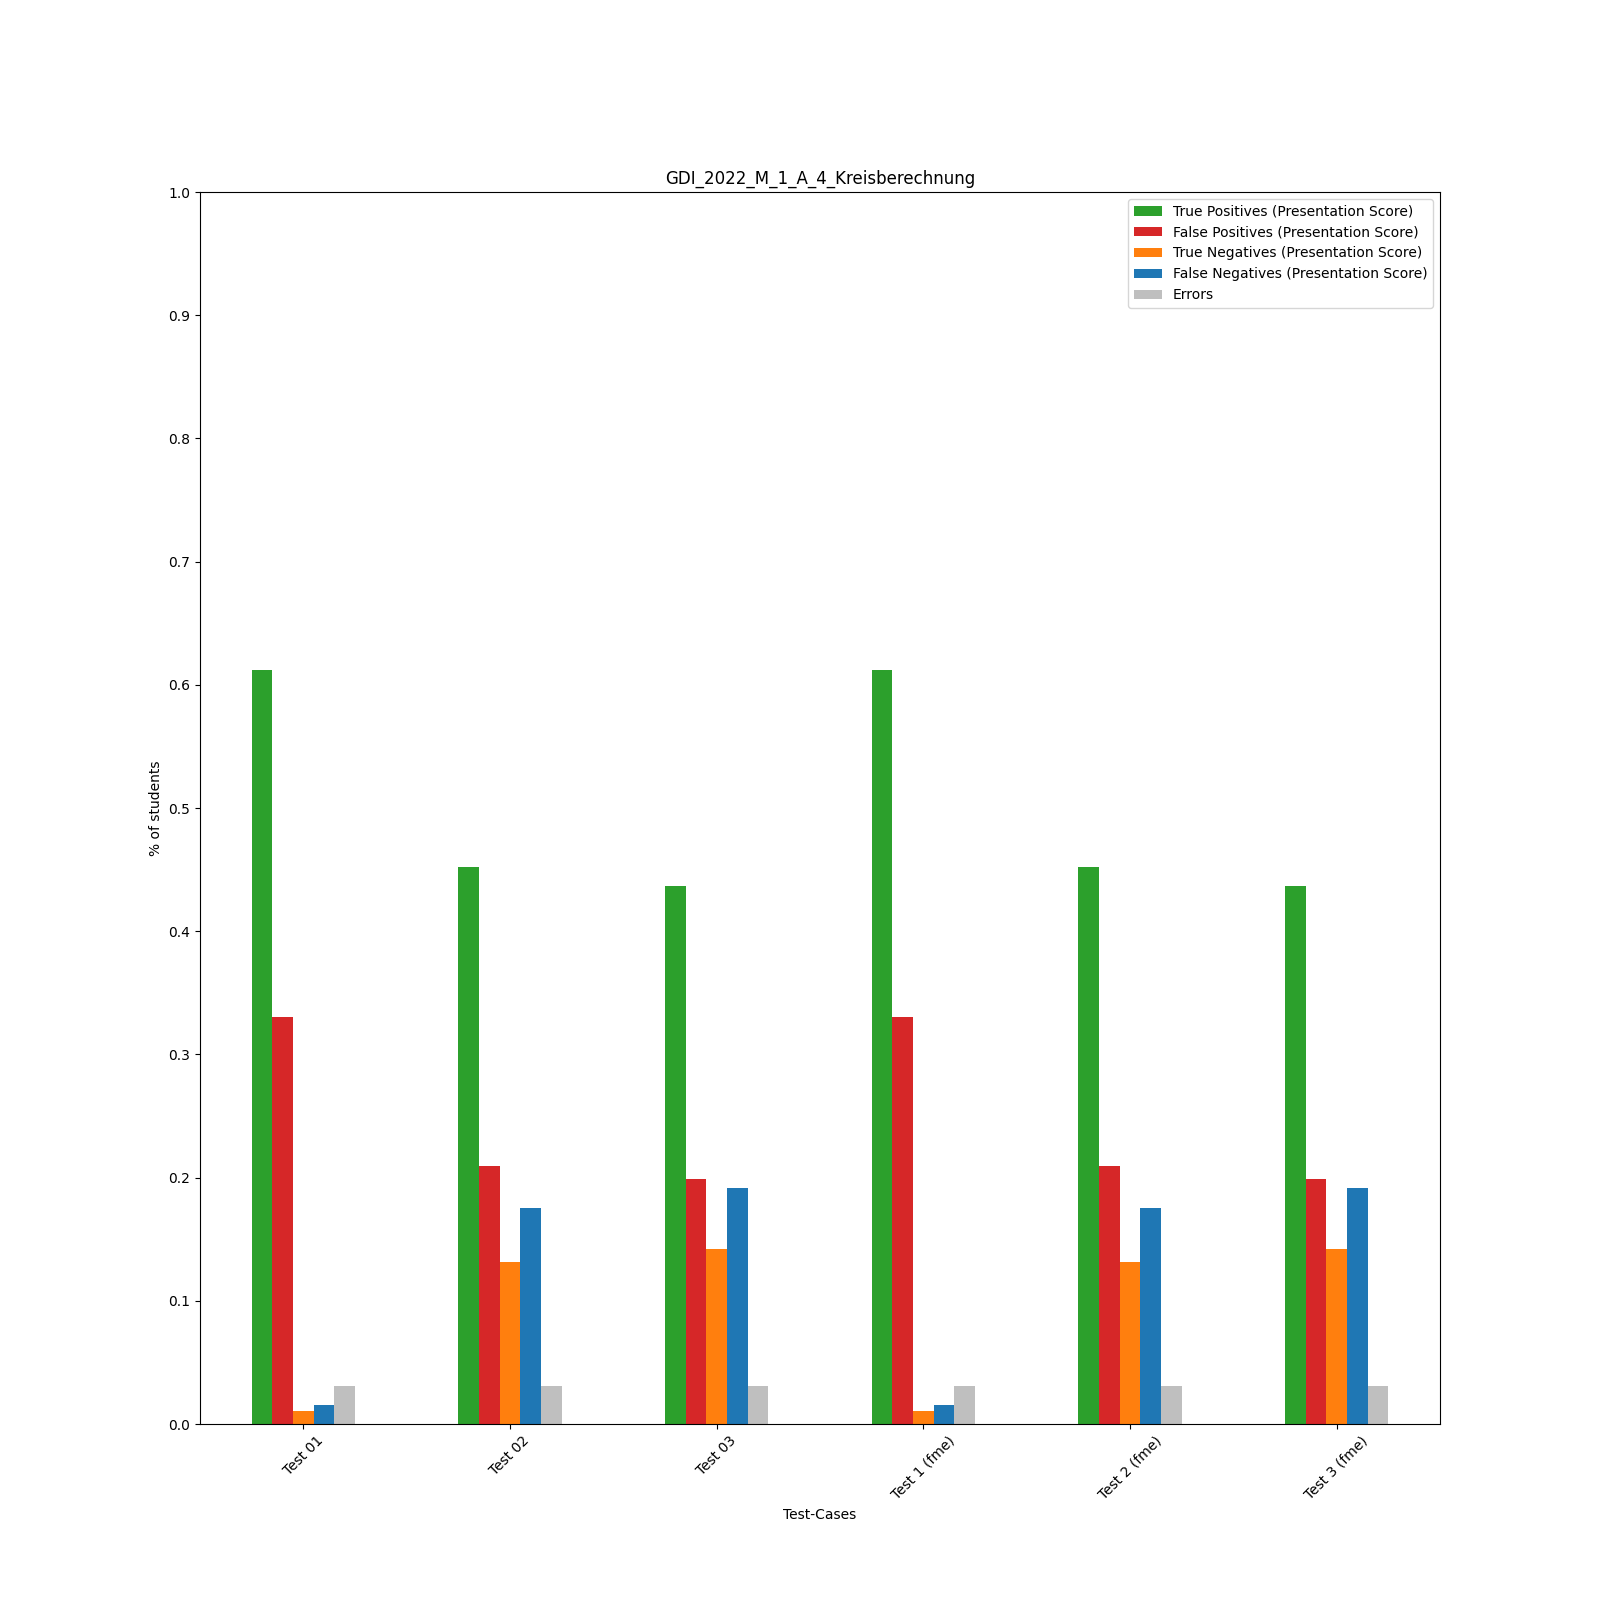 GDI_2022_M_1_A_4_Kreisberechnung
True Positives (Presentation Score)
False Positives (Presentation Score)
True Negatives (Presentation Score)
False Negatives (Presentation Score)
Errors
1.0
0.9
0.8
0.7
0.6
0.5
0.4
0.3
0.2
0.1
0.0
% of students
Test 01
Test 02
Test 03
Test 1 (fme)
Test 2 (fme)
Test 3 (fme)
Test-Cases